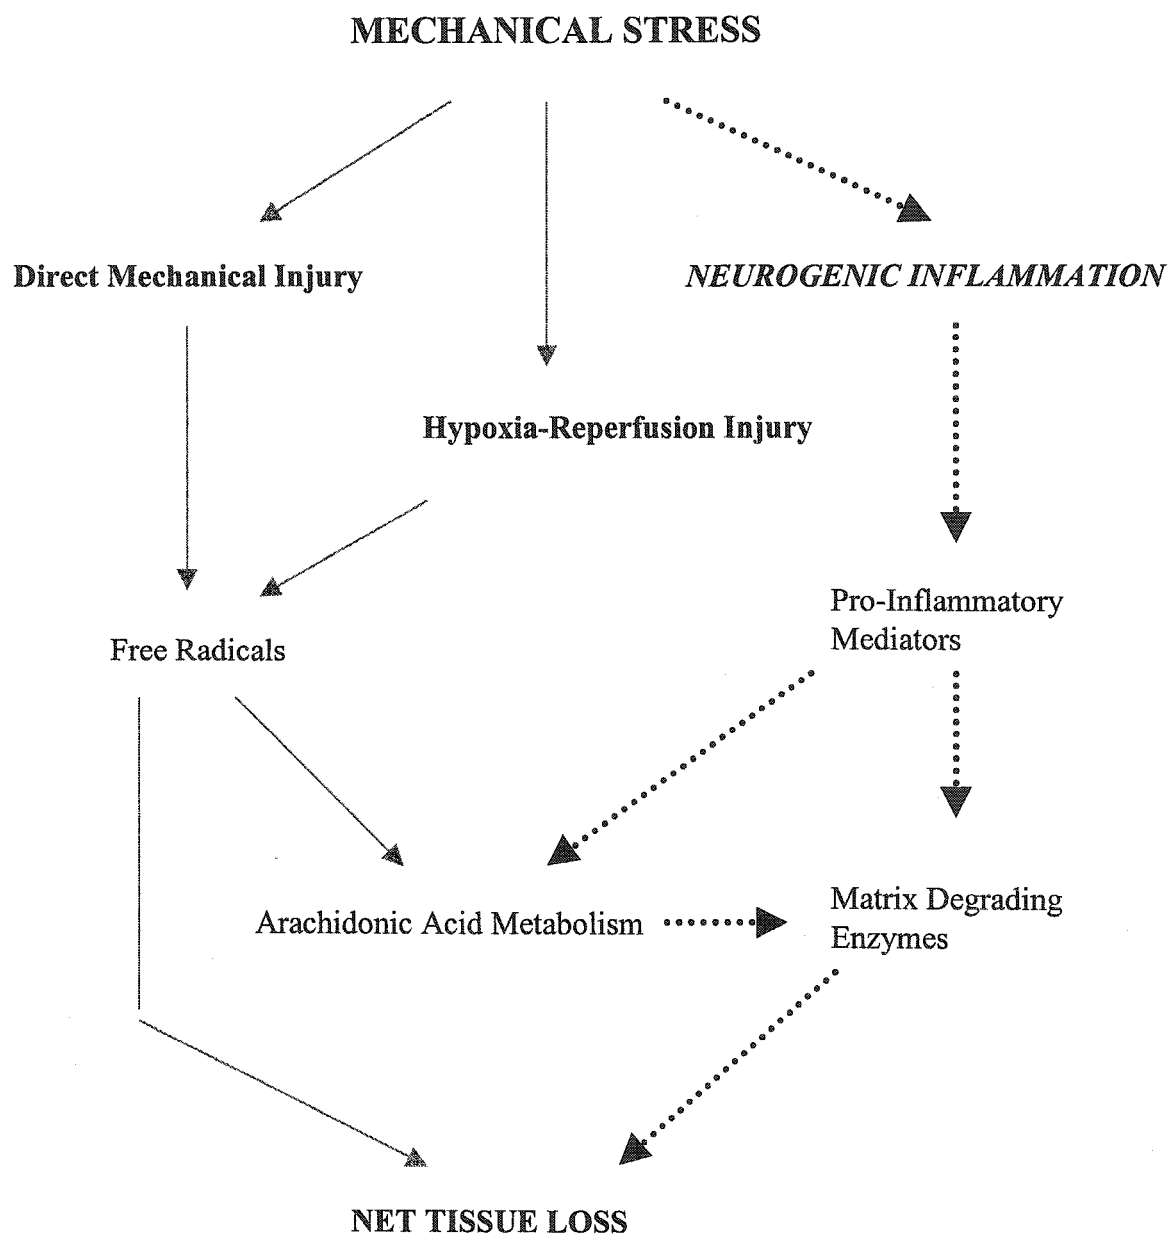 MECHANICAL STRESS
Direct Mechanical Injury
NEUROGENIC INFLAMMATION
Hypoxia-Reperfusion Injury
Pro-Inflammatory
Mediators
Free Radicals
Arachidonic Acid Metabolism
Matrix Degrading
Enzymes
NET TISSUE LOSS